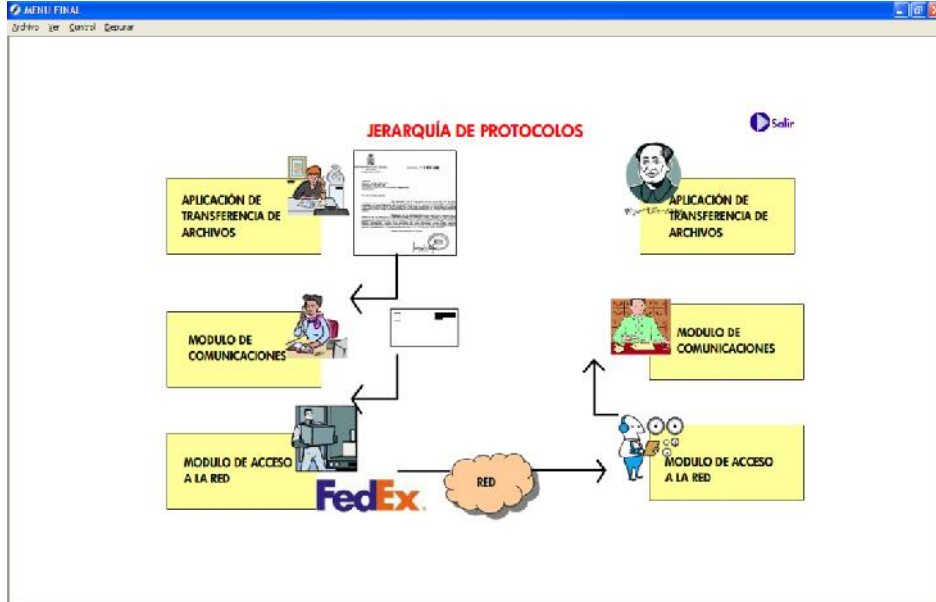 MENU FINAL
Archivo Ver Control Depurar
JERARQUÍA DE PROTOCOLOS
Salir
APLICACIÓN DE
TRANSFERENCIA DE
ARCHIVOS
APLICACIÓN DE
TRANSFERENCIA DE
ARCHIVOS
MODULO DE
COMUNICACIONES
MODULO DE
COMUNICACIONES
MODULO DE ACCESO
A LA RED
FedEx.
RED
MODULO DE ACCESO
A LA RED